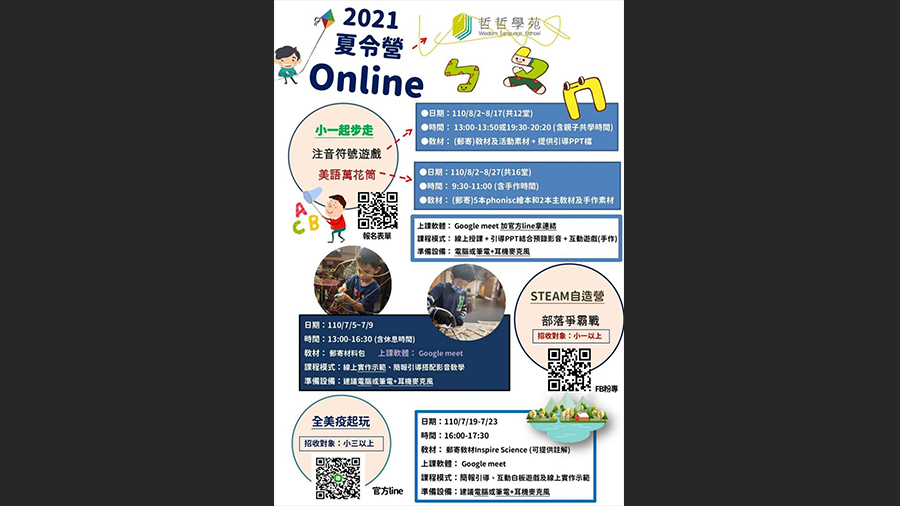 2021
夏令營
Online
哲哲學苑
Wisdom Language School
ㄅㄆㄇ
小一起步走
注音符號遊戲
美語萬花筒
A
C
B
報名表單
●日期：110/8/2~8/17(共12堂)
●時間： 13:00-13:50或19:30-20:20 (含親子共學時間)
●教材： (郵寄)教材及活動素材 + 提供引導PPT檔
●日期：110/8/2~8/27(共16堂)
●時間： 9:30-11:00 (含手作時間)
●教材： (郵寄)5本phonisc繪本和2本主教材及手作素材
上課軟體： Google meet 加官方line拿連結
課程模式： 線上授課 + 引導PPT結合預錄影音 + 互動遊戲(手作)
準備設備： 電腦或筆電+耳機麥克風
STEAM自造營
部落爭霸戰
招收對象：小一以上
FB粉專
日期：110/7/5~7/9
時間：13:00-16:30 (含休息時間)
教材： 郵寄材料包 上課軟體： Google meet
課程模式：線上實作示範、簡報引導搭配影音教學
準備設備：建議電腦或筆電+耳機麥克風
全美疫起玩
招收對象：小三以上
官方line
日期：110/7/19-7/23
時間：16:00-17:30
教材： 郵寄教材Inspire Science (可提供註解)
上課軟體： Google meet
課程模式：簡報引導、互動白板遊戲及線上實作示範
準備設備：建議電腦或筆電+耳機麥克風